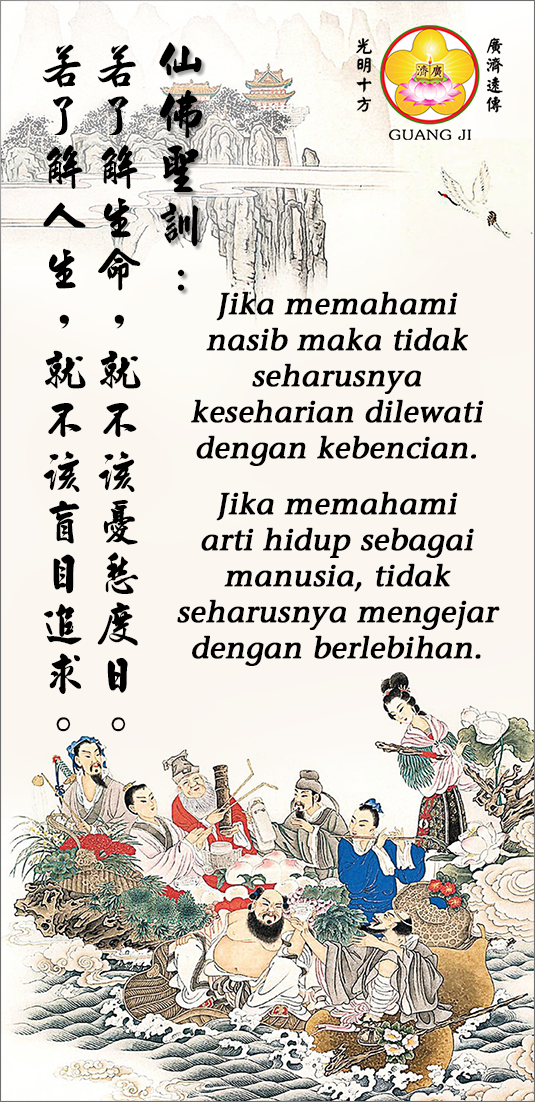 仙佛聖訓：
若了解生命，就不該憂愁度日。
若了解人生，就不該盲目追求。
廣濟遠傳
光明十方
廣濟
GUANG JI
Jika memahami
nasib maka tidak
seharusnya
keseharian dilewati
dengan kebencian.
Jika memahami
arti hidup sebagai
manusia, tidak
seharusnya mengejar
dengan berlebihan.